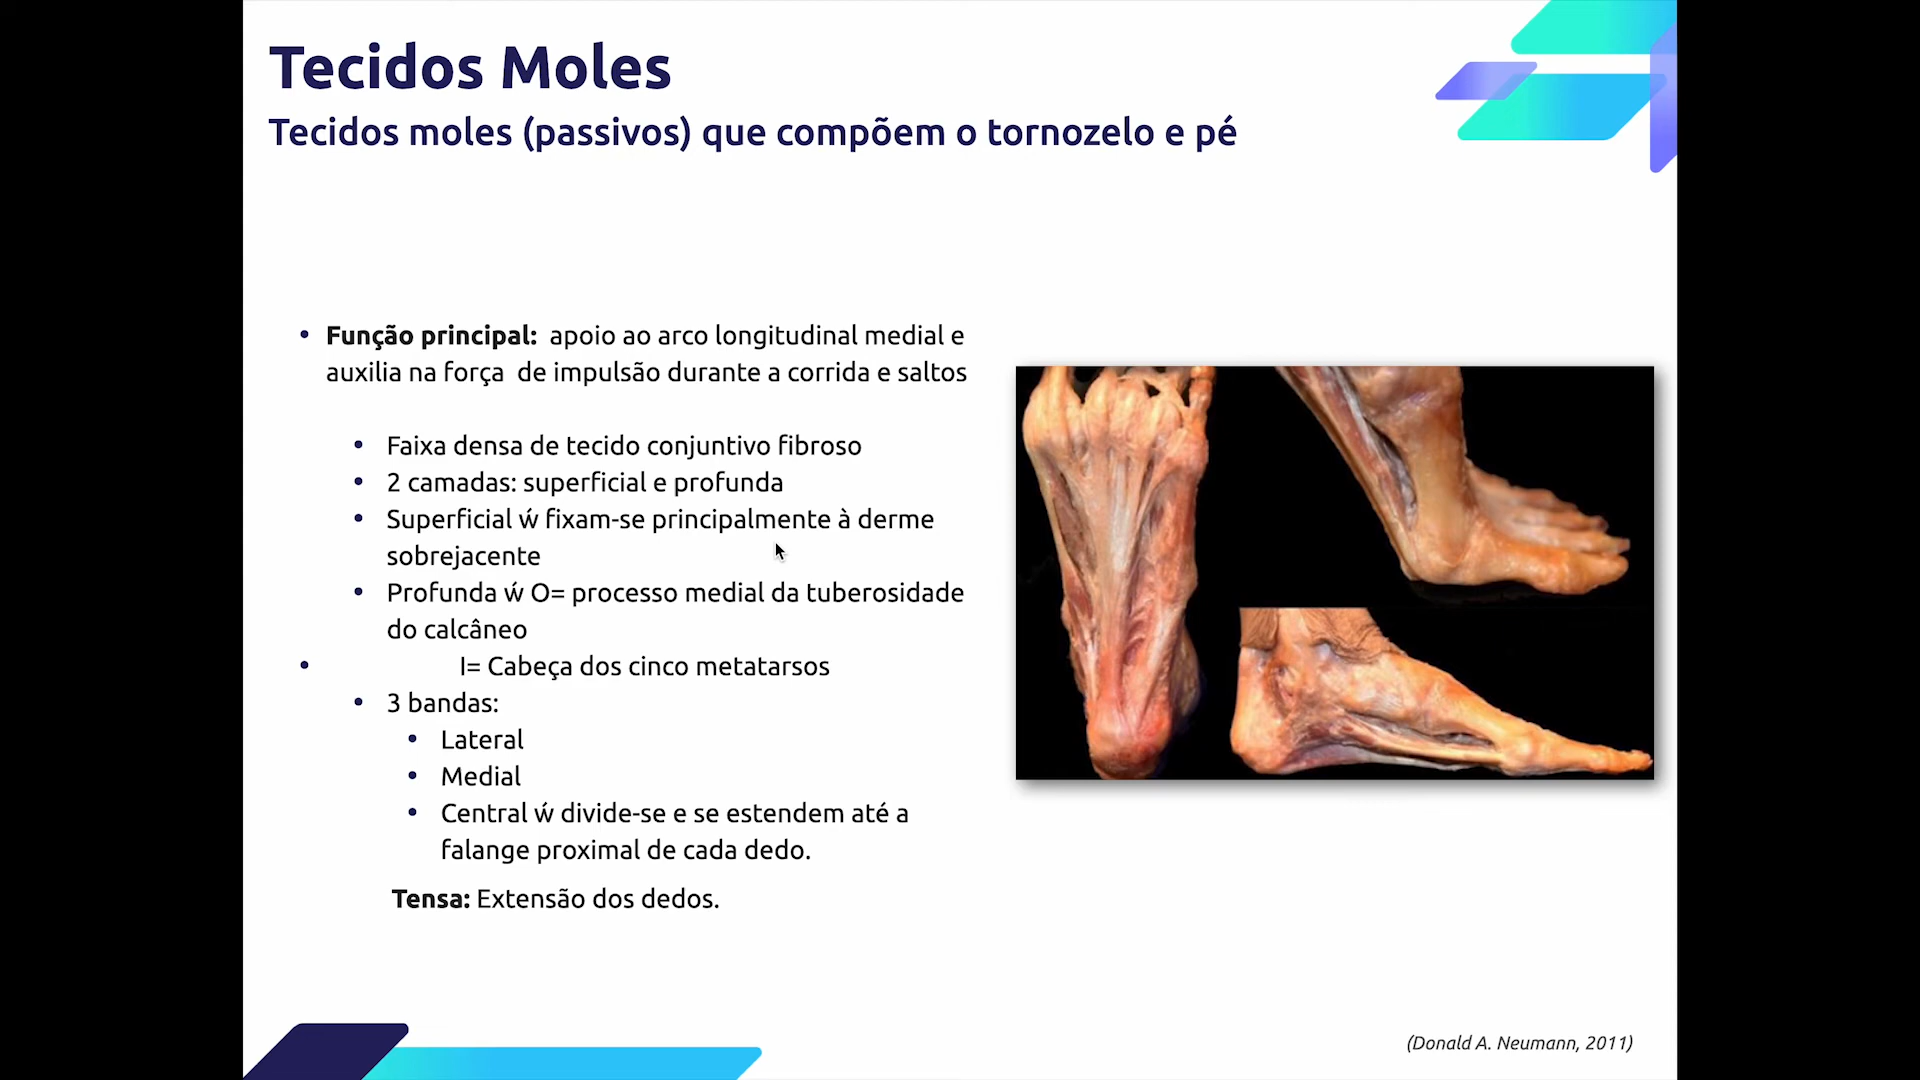 Tecidos Moles
Tecidos moles (passivos) que compõem o tornozelo e pé
• Função principal: apoio ao arco longitudinal medial e
auxilia na força de impulsão durante a corrida e saltos
• Faixa densa de tecido conjuntivo fibroso
• 2 camadas: superficial e profunda
• Superficial ẃ fixam-se principalmente à derme
sobrejacente
• Profunda ẃ O= processo medial da tuberosidade
do calcâneo
• I= Cabeça dos cinco metatarsos
• 3 bandas:
• Lateral
• Medial
• Central ẃ divide-se e se estendem até a
falange proximal de cada dedo.
Tensa: Extensão dos dedos.
(Donald A. Neumann, 2011)